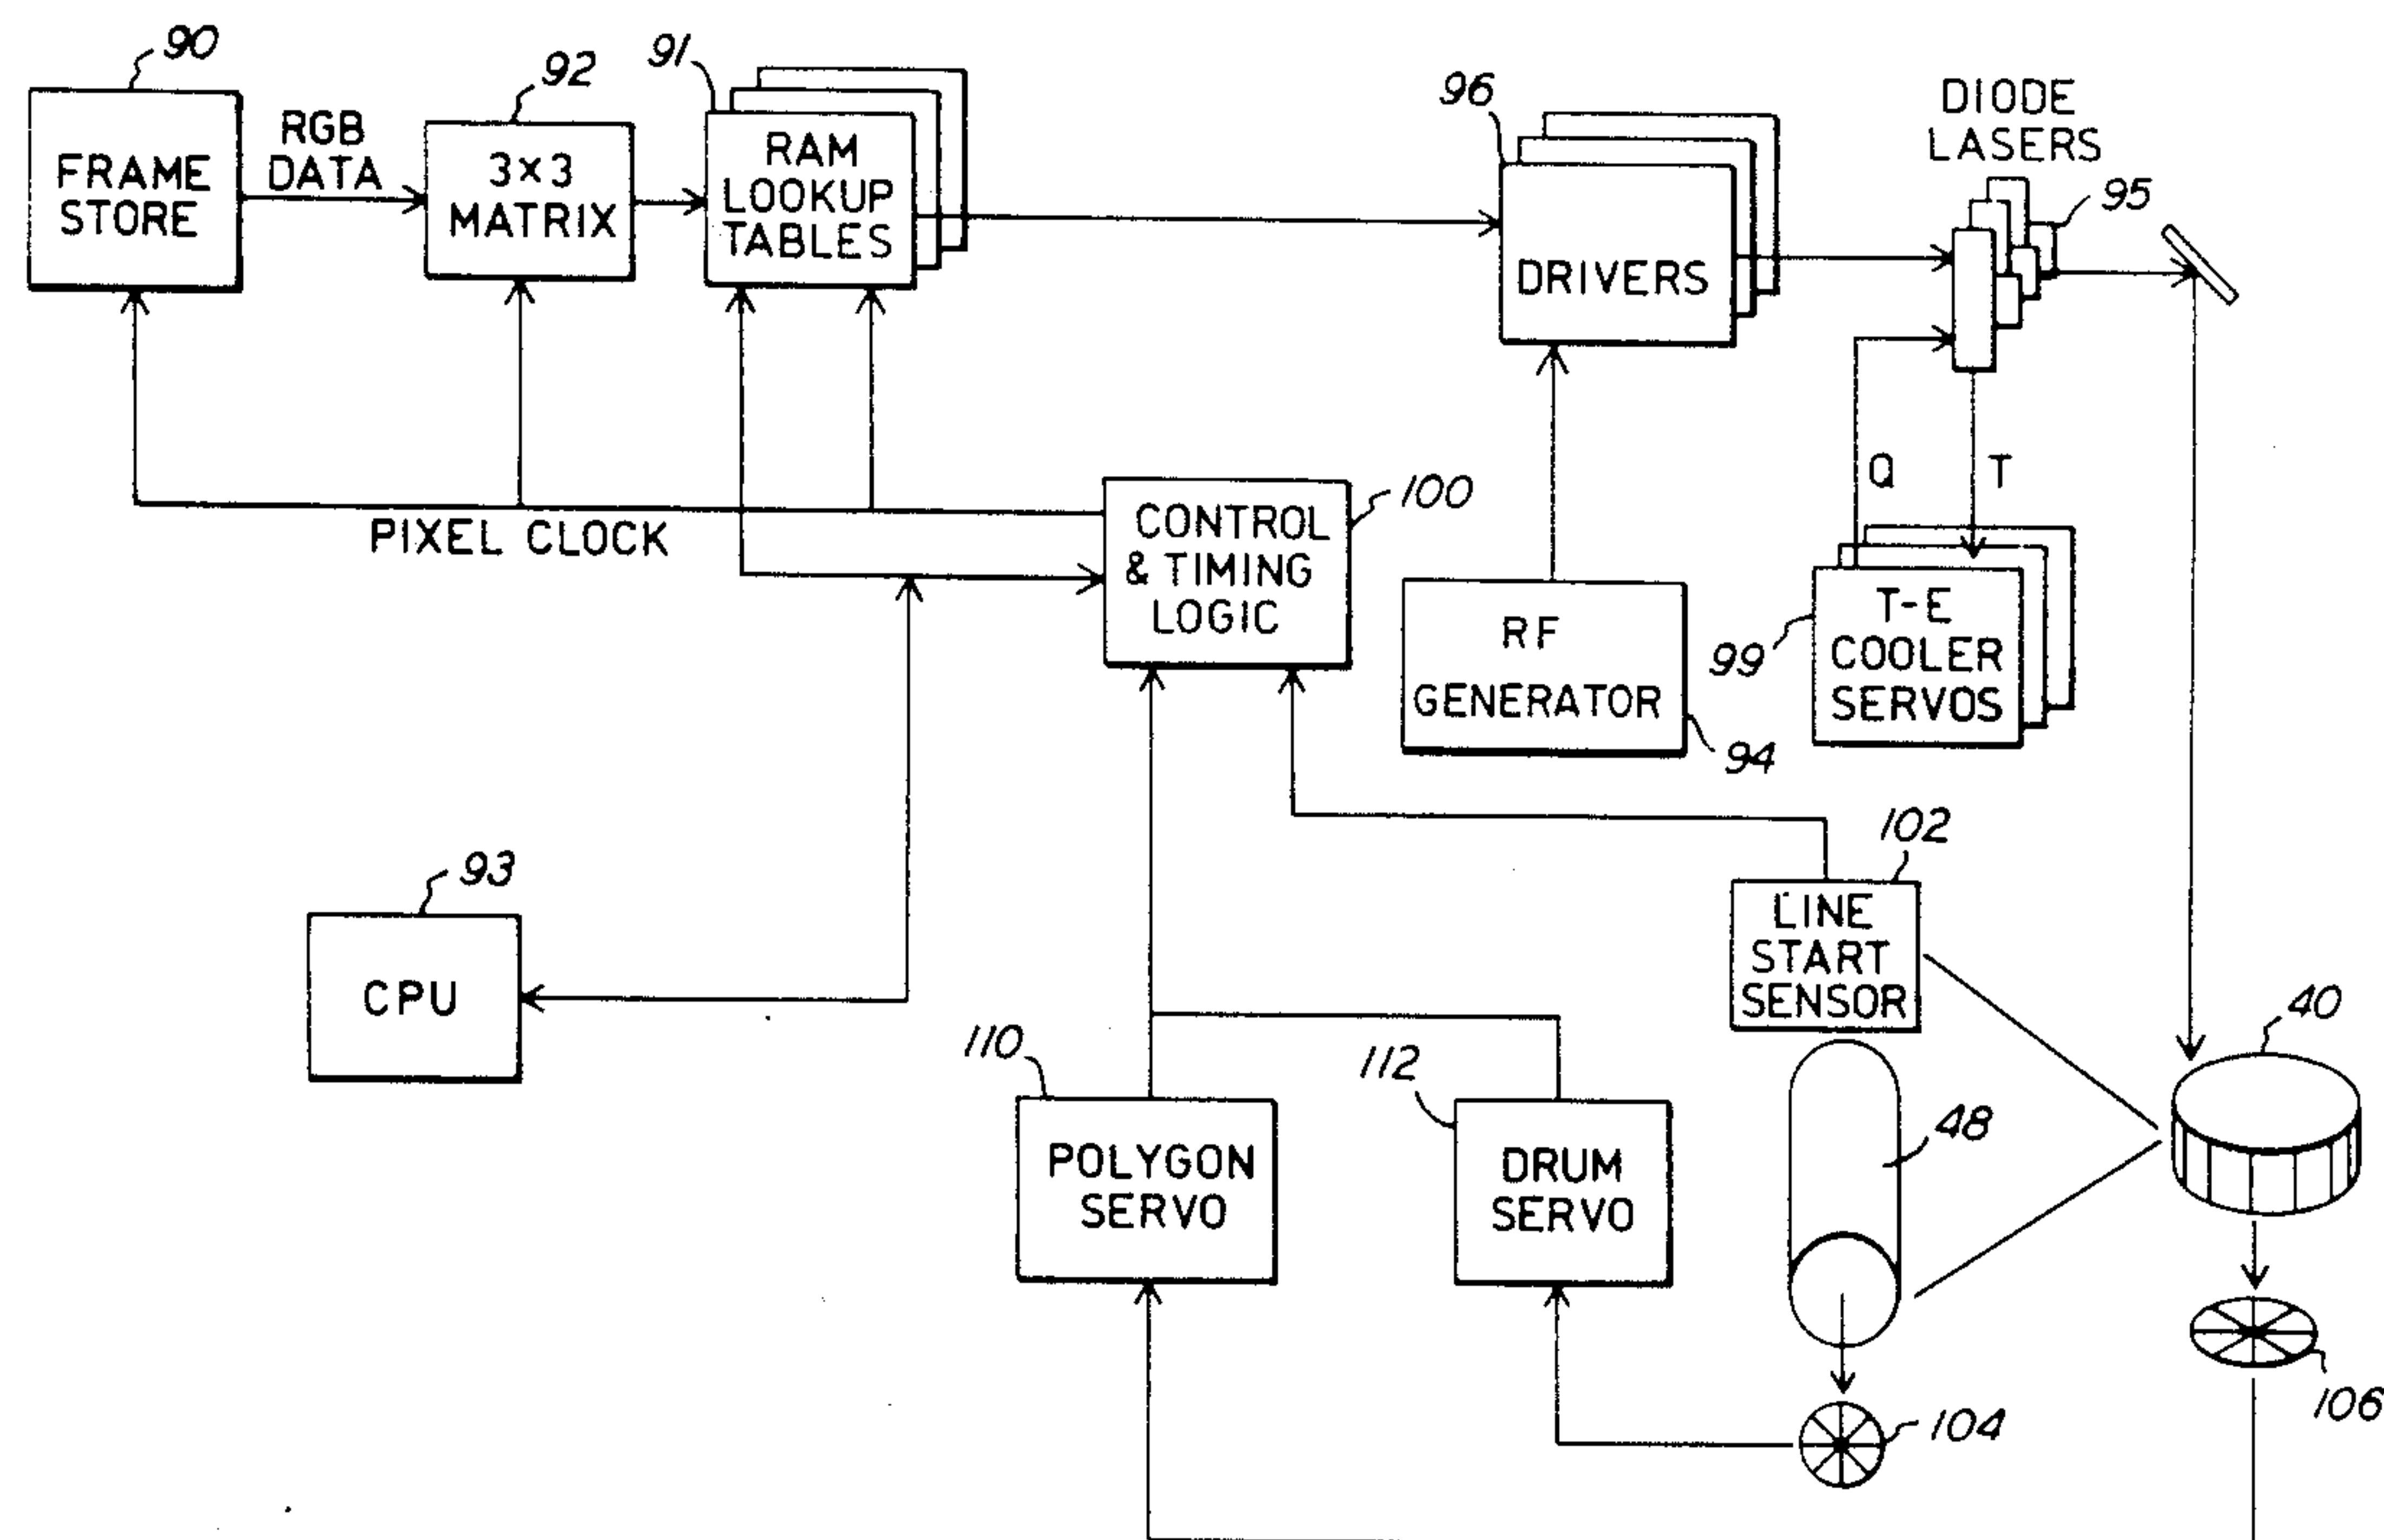 90
RGB
DATA
FRAME
STORE
92
3×3
MATRIX
91
RAM
LOOKUP
TABLES
96
DRIVERS
DIODE
LASERS
95
PIXEL CLOCK
100
CONTROL
& TIMING
LOGIC
RF
GENERATOR
94
Q
T
99
T-E
COOLER
SERVOS
93
CPU
102
LINE
START
SENSOR
40
110
POLYGON
SERVO
112
DRUM
SERVO
48
104
106